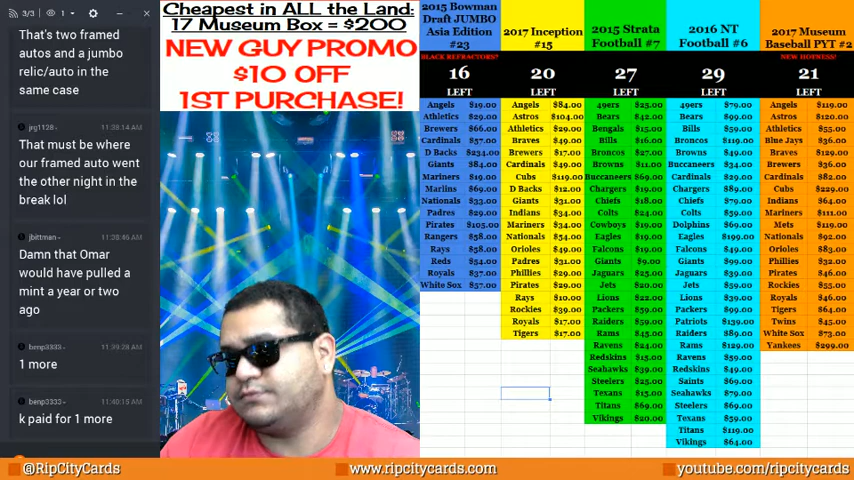 3/3
1
That's two framed
autos and a jumbo
relic/auto in the
same case
jrg1128
11:38:14 AM
That must be where
our framed auto went
the other night in the
break lol
jbittman
11:38:46 AM
Damn that Omar
would have pulled a
mint a year or two
ago
benp3333
11:39:28 AM
1 more
benp3333
11:40:15 AM
k paid for 1 more
Cheapest in ALL the Land:
17 Museum Box = $200
NEW GUY PROMO
$10 OFF
1ST PURCHASE!
2015 Bowman
Draft JUMBO
Asia Edition
#23
BLACK REFRACTORS?
16
LEFT
Angels $19.00
Athletics $29.00
Brewers $66.00
Cardinals $57.00
D Backs $234.00
Giants $84.00
Mariners $19.00
Marlins $69.00
Nationals $33.00
Padres $29.00
Pirates $105.00
Rangers $58.00
Rays $58.00
Reds $54.00
Royals $37.00
White Sox $57.00
2017 Inception
#15
20
LEFT
Angels $84.00
Astros $104.00
Athletics $29.00
Braves $49.00
Brewers $17.00
Cardinals $49.00
Cubs $119.00
D Backs $12.00
Giants $31.00
Indians $34.00
Mariners $34.00
Nationals $54.00
Orioles $49.00
Padres $31.00
Phillies $29.00
Pirates $29.00
Rays $10.00
Rockies $39.00
Royals $17.00
Tigers $17.00
2015 Strata
Football #7
27
LEFT
49ers $25.00
Bears $42.00
Bengals $15.00
Bills $16.00
Broncos $27.00
Browns $11.00
Buccaneers $69.00
Chargers $19.00
Chiefs $18.00
Colts $24.00
Cowboys $19.00
Eagles $19.00
Falcons $19.00
Giants $9.00
Jaguars $25.00
Jets $20.00
Lions $22.00
Packers $59.00
Raiders $59.00
Rams $43.00
Ravens $24.00
Redskins $13.00
Seahawks $39.00
Steelers $25.00
Texans $13.00
Titans $69.00
Vikings $20.00
2016 NT
Football #6
29
LEFT
49ers $79.00
Bears $99.00
Bills $59.00
Broncos $119.00
Browns $49.00
Buccaneers $34.00
Cardinals $29.00
Chargers $89.00
Chiefs $79.00
Colts $59.00
Cowboys $119.00
Eagles $199.00
Falcons $49.00
Giants $99.00
Jaguars $39.00
Jets $59.00
Lions $39.00
Packers $99.00
Patriots $139.00
Raiders $89.00
Rams $129.00
Ravens $59.00
Redskins $49.00
Saints $69.00
Seahawks $79.00
Steelers $69.00
Texans $59.00
Titans $119.00
Vikings $64.00
2017 Museum
Baseball PYT #2
NEW HOTNESS!
21
LEFT
Angels $119.00
Astros $120.00
Athletics $55.00
Blue Jays $36.00
Braves $129.00
Brewers $36.00
Cardinals $82.00
Cubs $229.00
Indians $64.00
Mariners $111.00
Mets $119.00
Nationals $92.00
Orioles $83.00
Phillies $32.00
Pirates $46.00
Rockies $55.00
Royals $46.00
Tigers $64.00
Twins $45.00
White Sox $73.00
Yankees $299.00
@RipCityCards
www.ripcitycards.com
youtube.com/ripcitycards